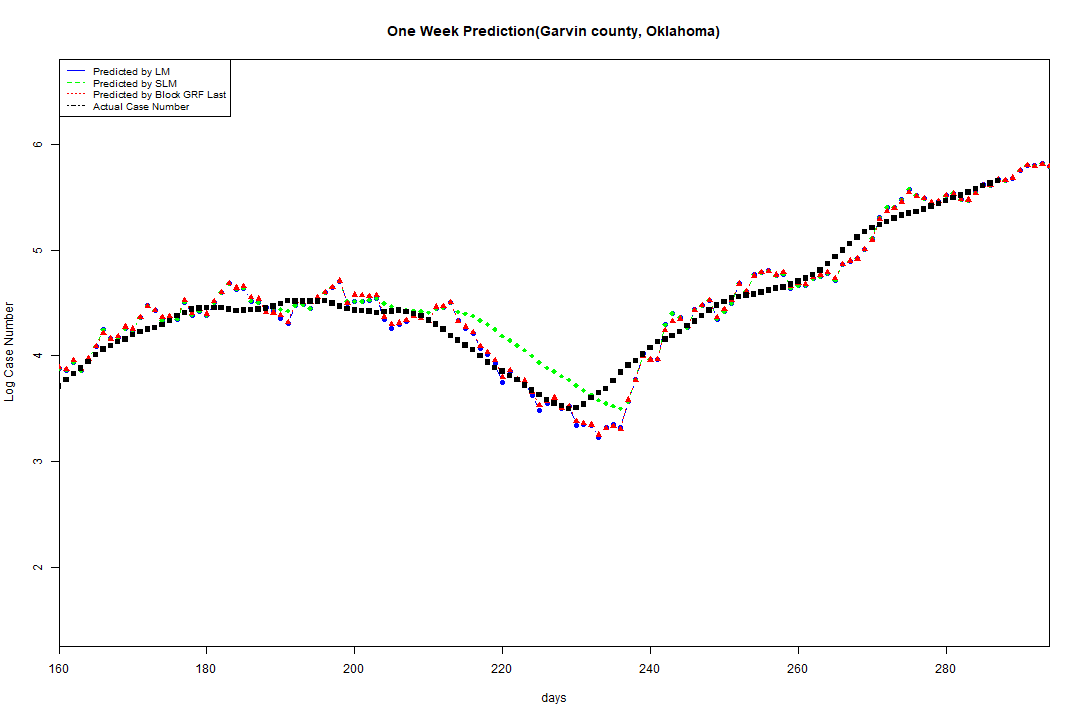 One Week Prediction(Garvin county, Oklahoma)
Predicted by LM
Predicted by SLM
Predicted by Block GRF Last
Actual Case Number
6
5
4
3
2
Log Case Number
160 180 200 220 240 260 280
days